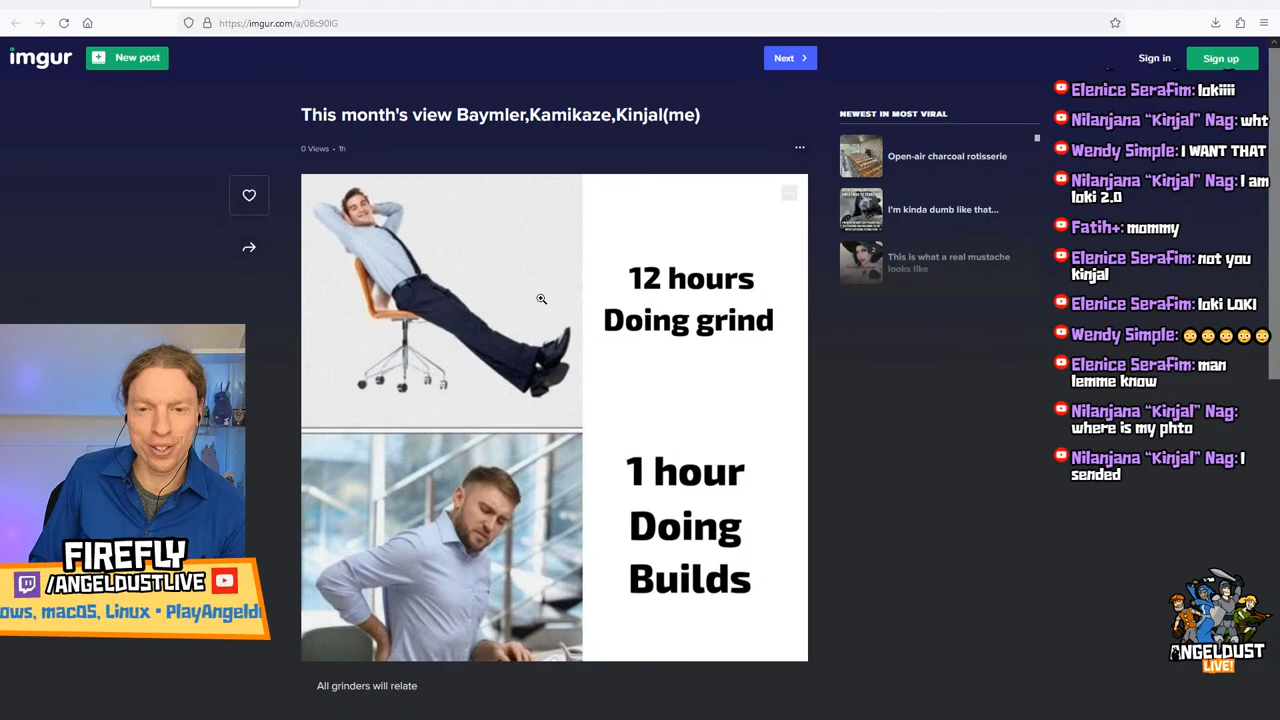 https://imgur.com/a/0Bc90IG
imgur
New post
Next
Sign in
Sign up
This month's view Baymler,Kamikaze,Kinjal(me)
0 Views • 1h
12 hours
Doing grind
1 hour
Doing
Builds
All grinders will relate
NEWEST IN MOST VIRAL
Open-air charcoal rotisserie
I'm kinda dumb like that...
This is what a real mustache
looks like
Elenice Serafim: lokiiii
Nilanjana “Kinjal” Nag: wht
Wendy Simple: I WANT THAT
Nilanjana “Kinjal” Nag: I am
loki 2.0
Fatih+: mommy
Elenice Serafim: not you
kinjal
Elenice Serafim: loki LOKI
Wendy Simple: 😳😳😳😳😳
Elenice Serafim: man
lemme know
Nilanjana “Kinjal” Nag:
where is my phto
Nilanjana “Kinjal” Nag: I
sended
FIREFLY
/ANGELDUSTLIVE
ows, macOS, Linux • PlayAngeld
ANGELDUST
LIVE!